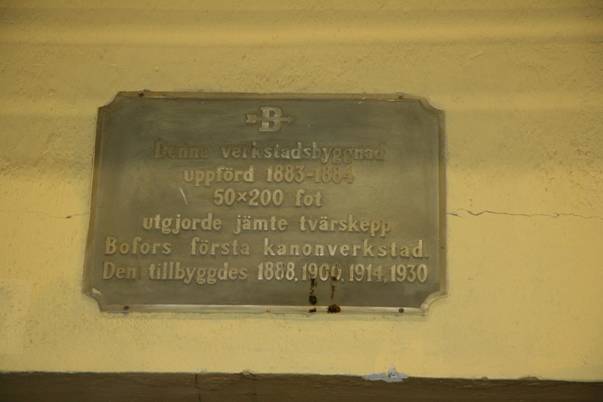 B
Denna verkstadsbyggnad
uppförd 1883-1884
50×200 fot
utgjorde jämte tvärskepp
Bofors första kanonverkstad.
Den tillbyggdes 1888, 1900, 1914, 1930